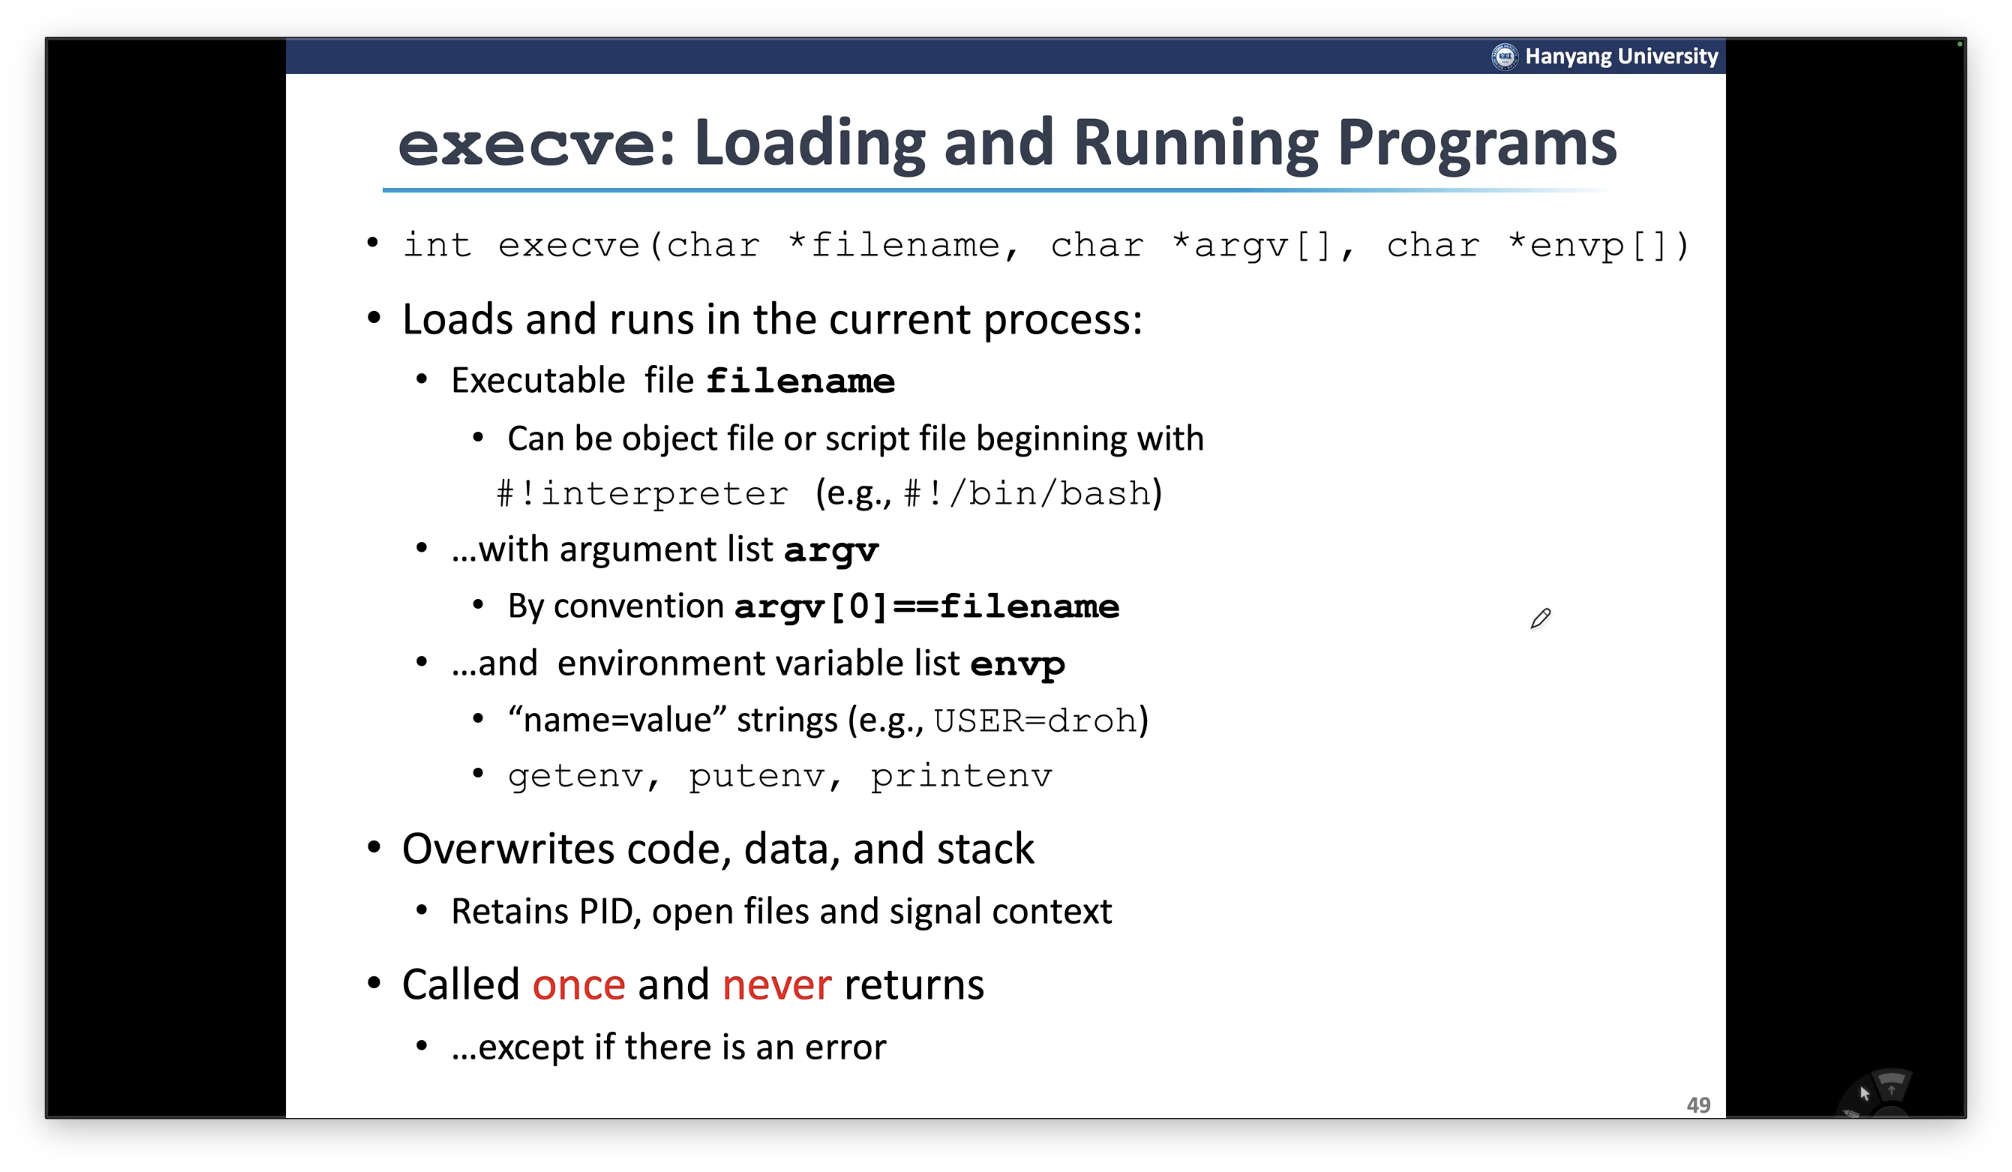 Hanyang University
execve: Loading and Running Programs
• int execve(char *filename, char *argv[], char *envp[])
• Loads and runs in the current process:
• Executable file filename
• Can be object file or script file beginning with
#!interpreter (e.g., #!/bin/bash)
• …with argument list argv
• By convention argv[0]==filename
• …and environment variable list envp
• “name=value” strings (e.g., USER=droh)
• getenv, putenv, printenv
• Overwrites code, data, and stack
• Retains PID, open files and signal context
• Called once and never returns
• …except if there is an error
49